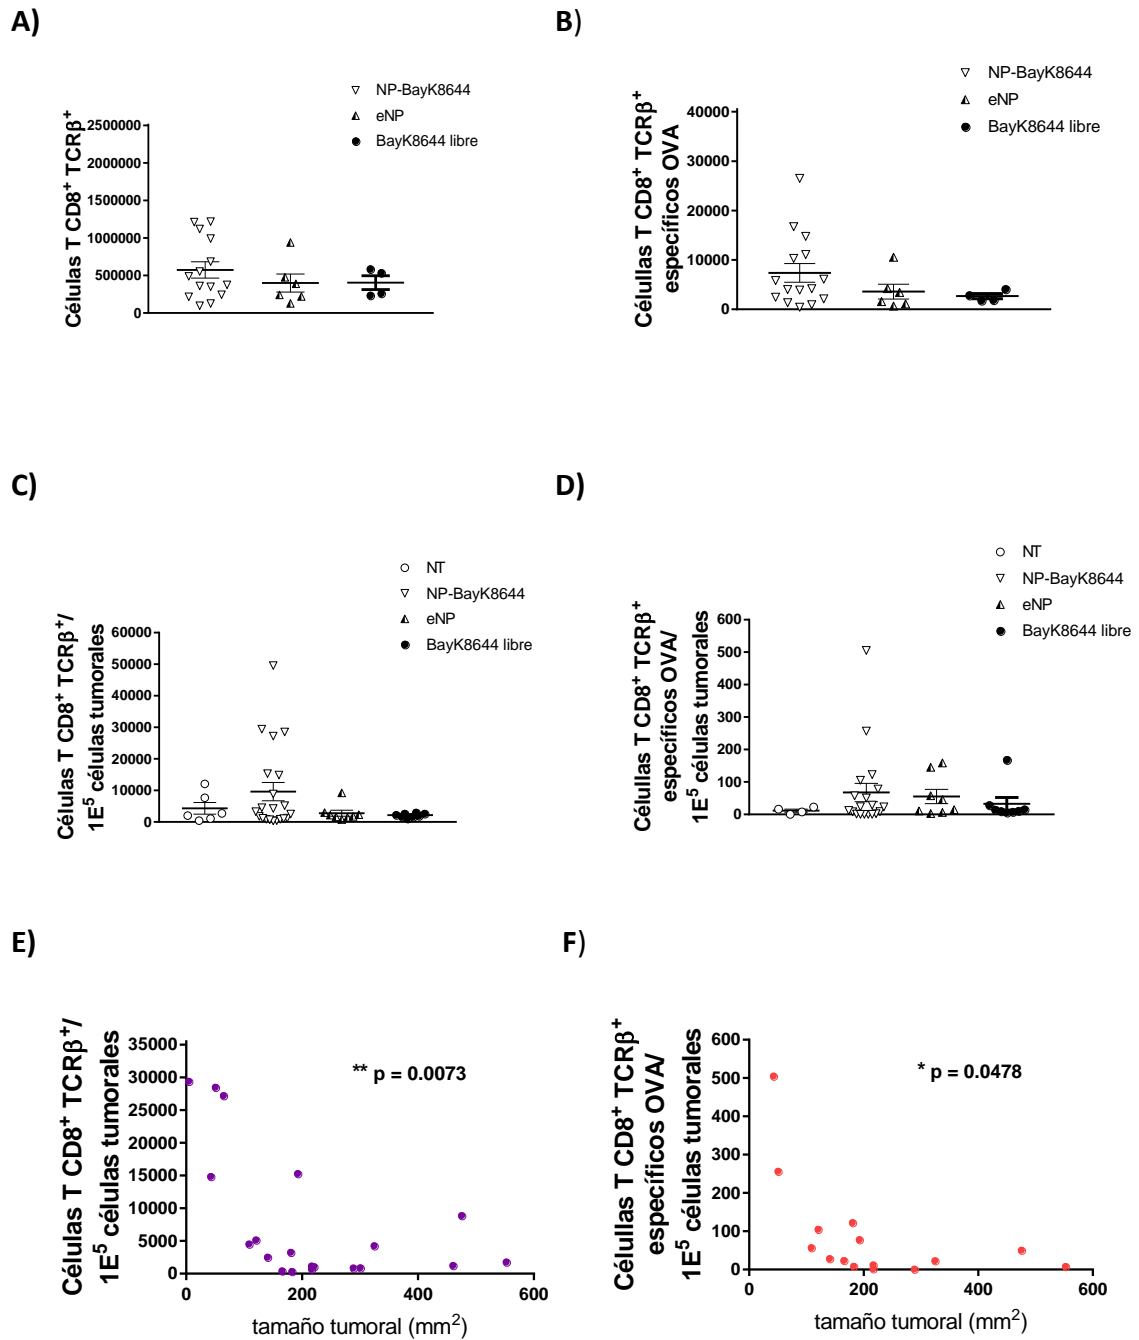 A)
NP-BayK8644
eNP
BayK8644 libre
Células T CD8+ TCRβ+
2500000
2000000
1500000
1000000
500000
0
B)
NP-BayK8644
eNP
BayK8644 libre
Célullas T CD8+ TCRβ+
específicos OVA
40000
30000
20000
10000
0
C)
NT
NP-BayK8644
eNP
BayK8644 libre
Células T CD8+ TCRβ+/
1E5 células tumorales
60000
50000
40000
30000
20000
10000
0
D)
NT
NP-BayK8644
eNP
BayK8644 libre
Célullas T CD8+ TCRβ+
específicos OVA/
1E5 células tumorales
600
500
400
300
200
100
0
E)
Células T CD8+ TCRβ+/
1E5 células tumorales
35000
30000
25000
20000
15000
10000
5000
0
** p = 0.0073
0 200 400 600
tamaño tumoral (mm2)
F)
Célullas T CD8+ TCRβ+
específicos OVA/
1E5 células tumorales
600
500
400
300
200
100
0
* p = 0.0478
0 200 400 600
tamaño tumoral (mm2)